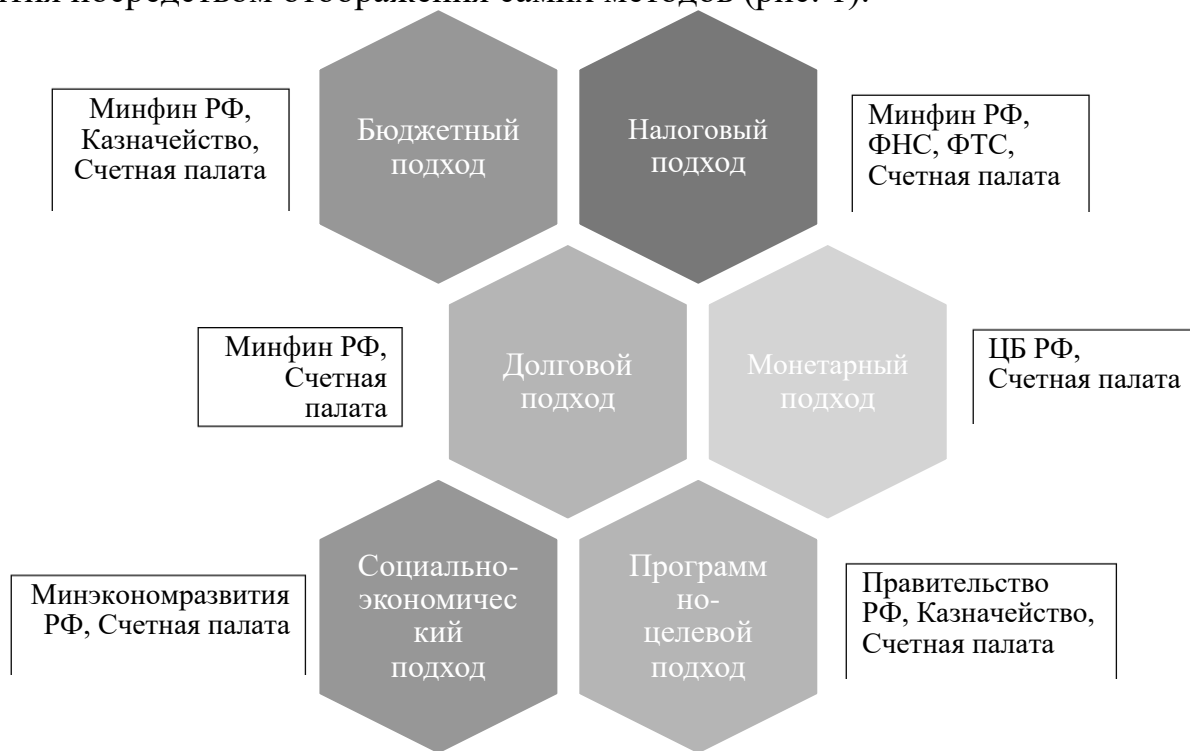 тия посредством отображения самих методов (рис. 1).
Минфин РФ,
Казначейство,
Счетная палата
Бюджетный
подход
Налоговый
подход
Минфин РФ,
ФНС, ФТС,
Счетная палата
Минфин РФ,
Счетная
палата
Долговой
подход
Монетарный
подход
ЦБ РФ,
Счетная палата
Минэкономразвития
РФ, Счетная палата
Социально-
экономичес
кий
подход
Программ
но-
целевой
подход
Правительство
РФ, Казначейство,
Счетная палата